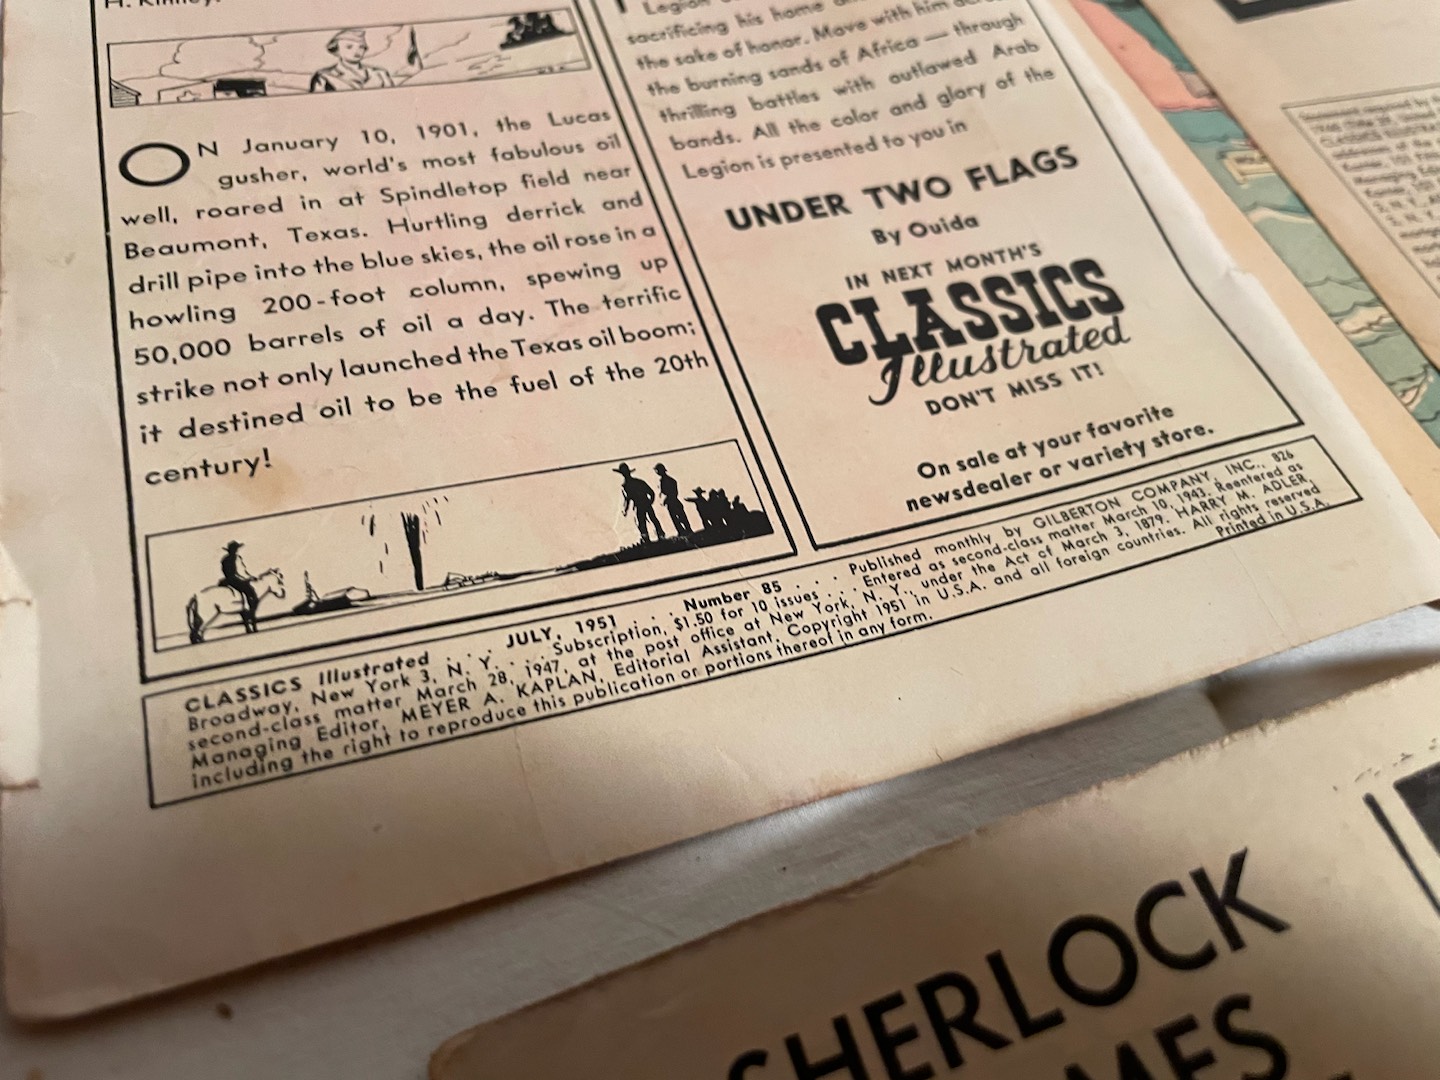 H. Kinney.
ON January 10, 1901, the Lucas
gusher, world's most fabulous oil
well, roared in at Spindletop field near
Beaumont, Texas. Hurtling derrick and
drill pipe into the blue skies, the oil rose in a
howling 200-foot column, spewing up
50,000 barrels of oil a day. The terrific
strike not only launched the Texas oil boom;
it destined oil to be the fuel of the 20th
century!
Legion
sacrificing his home
the sake of honor. Move with him across
the burning sands of Africa — through
thrilling battles with outlawed Arab
bands. All the color and glory of the
Legion is presented to you in
UNDER TWO FLAGS
By Ouida
IN NEXT MONTH'S
CLASSICS
Illustrated
DON'T MISS IT!
On sale at your favorite
newsdealer or variety store.
CLASSICS Illustrated . . . JULY, 1951 . . . Number 85 . . . Published monthly by GILBERTON COMPANY, INC., 826
Broadway, New York 3, N. Y. . . . Subscription, $1.50 for 10 issues . . . Entered as second-class matter March 10, 1943. Reentered as
second-class matter March 28, 1947, at the post office at New York, N. Y., under the Act of March 3, 1879. HARRY M. ADLER,
Managing Editor, MEYER A. KAPLAN, Editorial Assistant. Copyright 1951 in U.S.A. and all foreign countries. All rights reserved
including the right to reproduce this publication or portions thereof in any form. Printed in U.S.A.
SHERLOCK